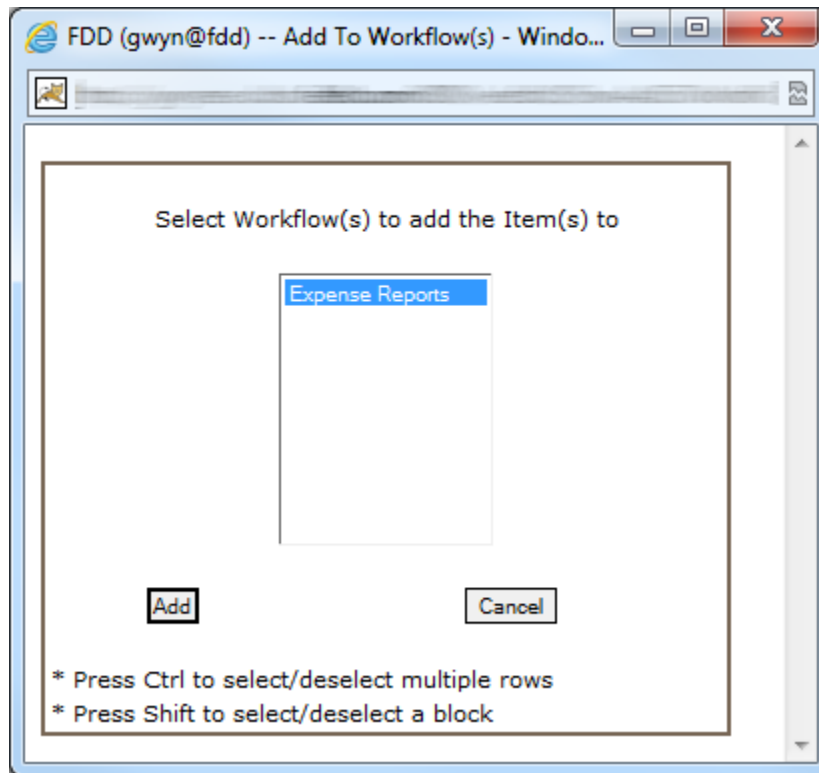 FDD (gwyn@fdd) -- Add To Workflow(s) - Windo...
Select Workflow(s) to add the Item(s) to
Expense Reports
Add
Cancel
* Press Ctrl to select/deselect multiple rows
* Press Shift to select/deselect a block